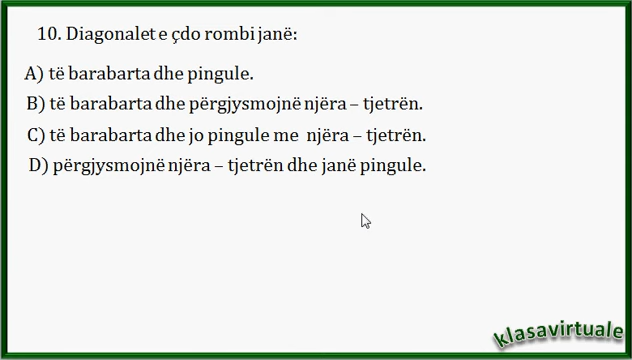 10. Diagonalet e çdo rombi janë:
A) të barabarta dhe pingule.
B) të barabarta dhe përgjysmojnë njëra – tjetrën.
C) të barabarta dhe jo pingule me njëra – tjetrën.
D) përgjysmojnë njëra – tjetrën dhe janë pingule.
klasavirtuale